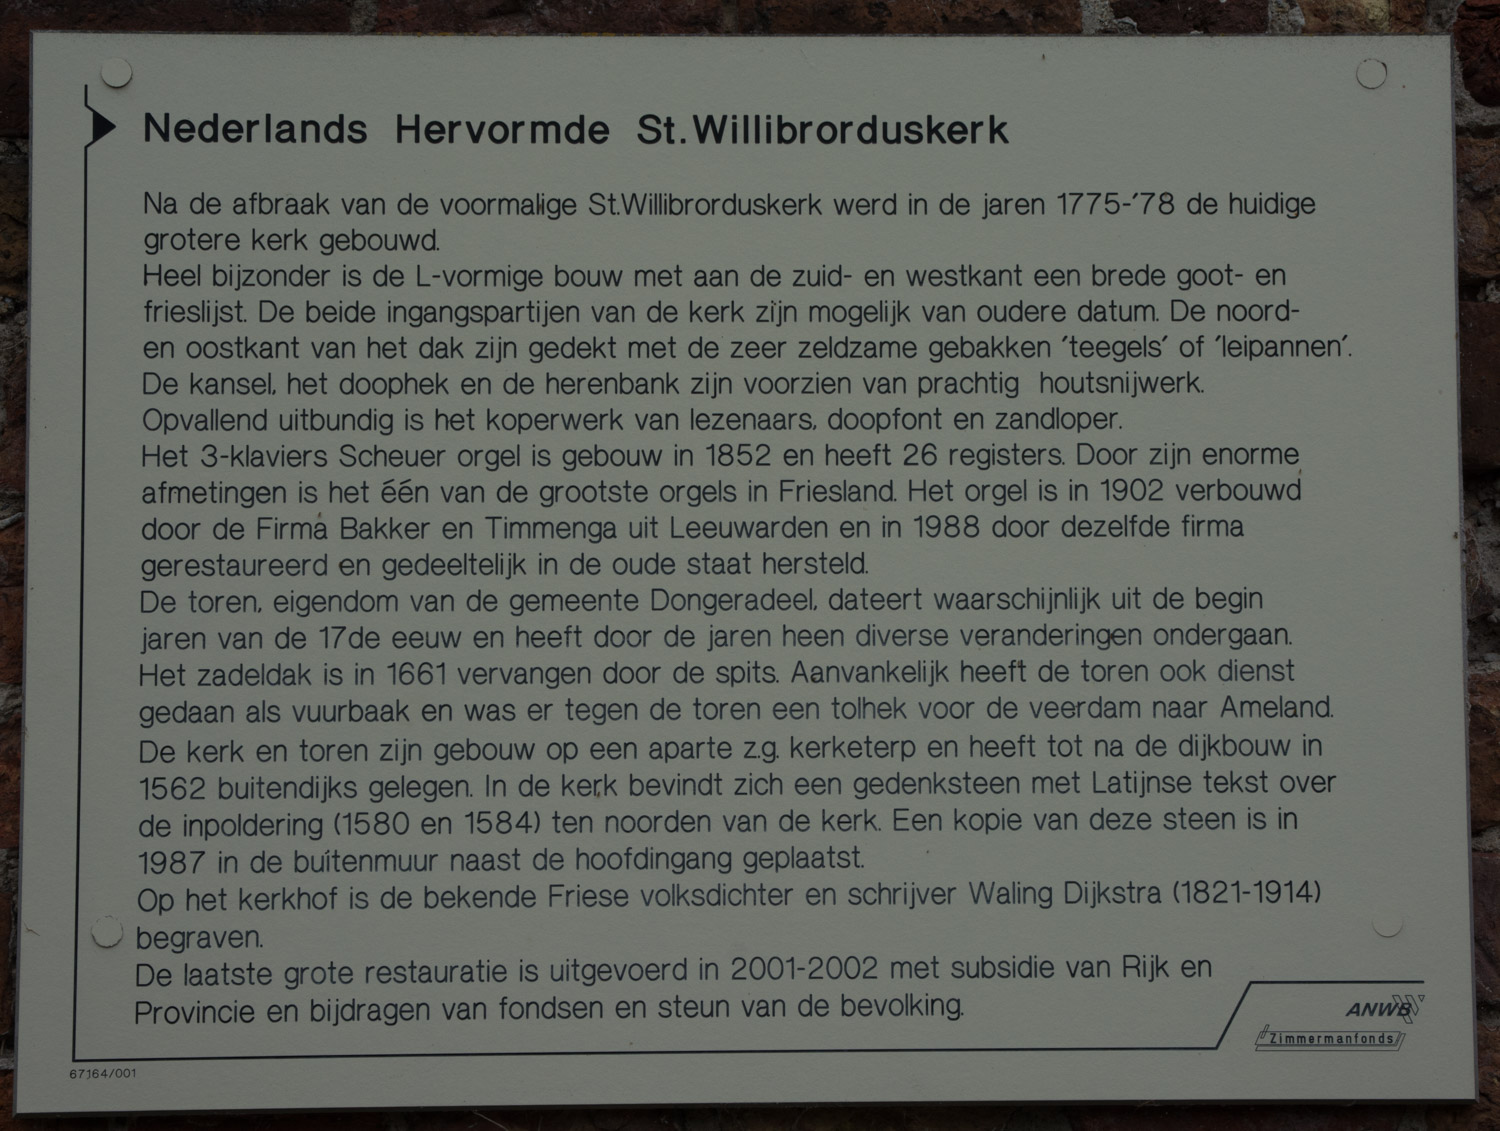 Nederlands Hervormde St. Willibrorduskerk
Na de afbraak van de voormalige St.Willibrorduskerk werd in de jaren 1775-'78 de huidige
grotere kerk gebouwd.
Heel bijzonder is de L-vormige bouw met aan de zuid- en westkant een brede goot- en
frieslijst. De beide ingangspartijen van de kerk zijn mogelijk van oudere datum. De noord-
en oostkant van het dak zijn gedekt met de zeer zeldzame gebakken 'teegels' of 'leipannen'.
De kansel, het doophek en de herenbank zijn voorzien van prachtig houtsnijwerk.
Opvallend uitbundig is het koperwerk van lezenaars, doopfont en zandloper.
Het 3-klaviers Scheuer orgel is gebouw in 1852 en heeft 26 registers. Door zijn enorme
afmetingen is het één van de grootste orgels in Friesland. Het orgel is in 1902 verbouwd
door de Firma Bakker en Timmenga uit Leeuwarden en in 1988 door dezelfde firma
gerestaureerd en gedeeltelijk in de oude staat hersteld.
De toren, eigendom van de gemeente Dongeradeel, dateert waarschijnlijk uit de begin
jaren van de 17de eeuw en heeft door de jaren heen diverse veranderingen ondergaan.
Het zadeldak is in 1661 vervangen door de spits. Aanvankelijk heeft de toren ook dienst
gedaan als vuurbaak en was er tegen de toren een tolhek voor de veerdam naar Ameland.
De kerk en toren zijn gebouw op een aparte z.g. kerketerp en heeft tot na de dijkbouw in
1562 buitendijks gelegen. In de kerk bevindt zich een gedenksteen met Latijnse tekst over
de inpoldering (1580 en 1584) ten noorden van de kerk. Een kopie van deze steen is in
1987 in de buitenmuur naast de hoofdingang geplaatst.
Op het kerkhof is de bekende Friese volksdichter en schrijver Waling Dijkstra (1821-1914)
begraven.
De laatste grote restauratie is uitgevoerd in 2001-2002 met subsidie van Rijk en
Provincie en bijdragen van fondsen en steun van de bevolking.
ANWB
Zimmermanfonds
67164/001